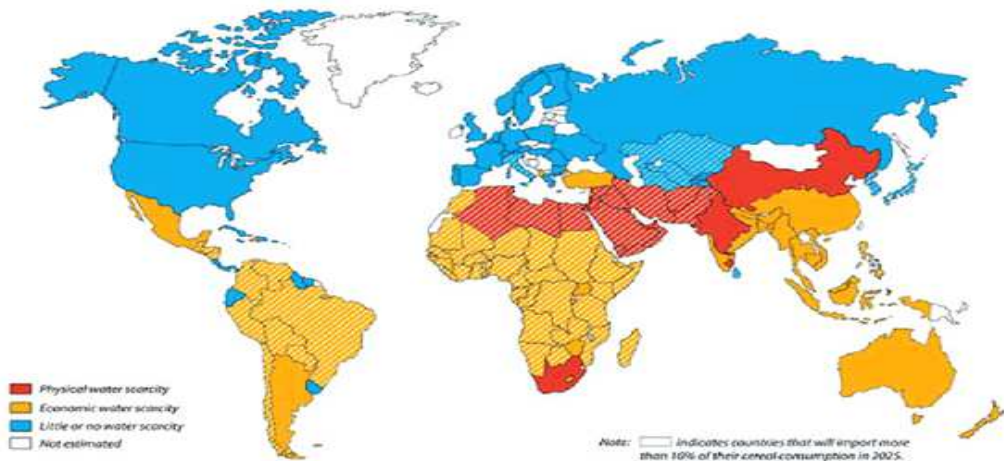 Physical water scarcity
Economic water scarcity
Little or no water scarcity
Not estimated
Note: indicates countries that will import more
than 10% of their cereal consumption in 2025.